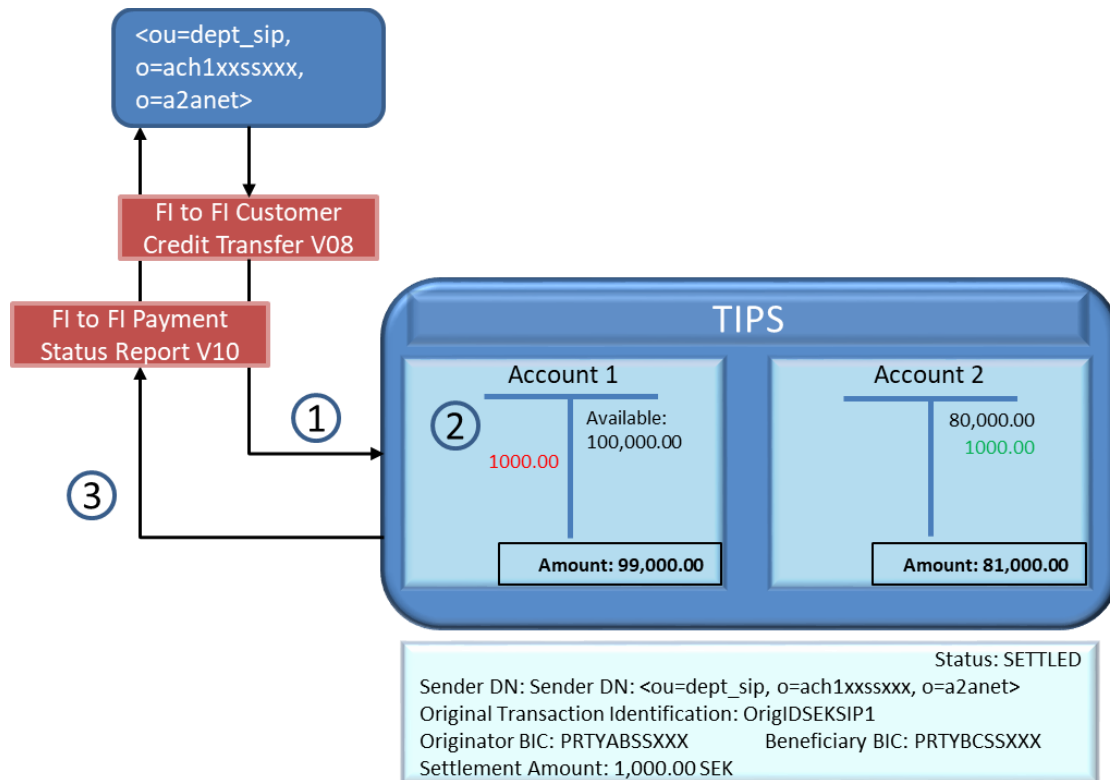 <ou=dept_sip,
o=ach1xxssxxx,
o=a2anet>
FI to FI Customer
Credit Transfer V08
FI to FI Payment
Status Report V10
1
2
3
TIPS
Account 1
Available:
100,000.00
1000.00
Amount: 99,000.00
Account 2
80,000.00
1000.00
Amount: 81,000.00
Status: SETTLED
Sender DN: Sender DN: <ou=dept_sip, o=ach1xxssxxx, o=a2anet>
Original Transaction Identification: OrigIDSEKSIP1
Originator BIC: PRTYABSSXXX Beneficiary BIC: PRTYBCSSXXX
Settlement Amount: 1,000.00 SEK